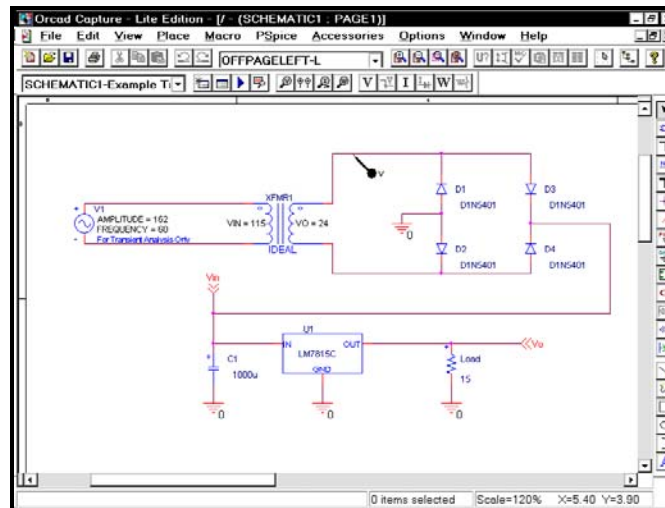 Orcad Capture - Lite Edition - [/ - (SCHEMATIC1 : PAGE1)]
File Edit View Place Macro PSpice Accessories Options Window Help
OFFPAGELEFT-L
U?
SCHEMATIC1-Example
V I W
V
XFMR1
D1
D1N5401
D3
D1N5401
V1
AMPLITUDE = 162
FREQUENCY = 60
For Transient Analysis Only
VIN = 115
VO = 24
IDEAL
0
D2
D1N5401
D4
D1N5401
Vin
U1
IN
OUT
LM7815C
GND
Vo
C1
1000u
Load
15
0
0
0
0 items selected Scale=120% X=5.40 Y=3.90